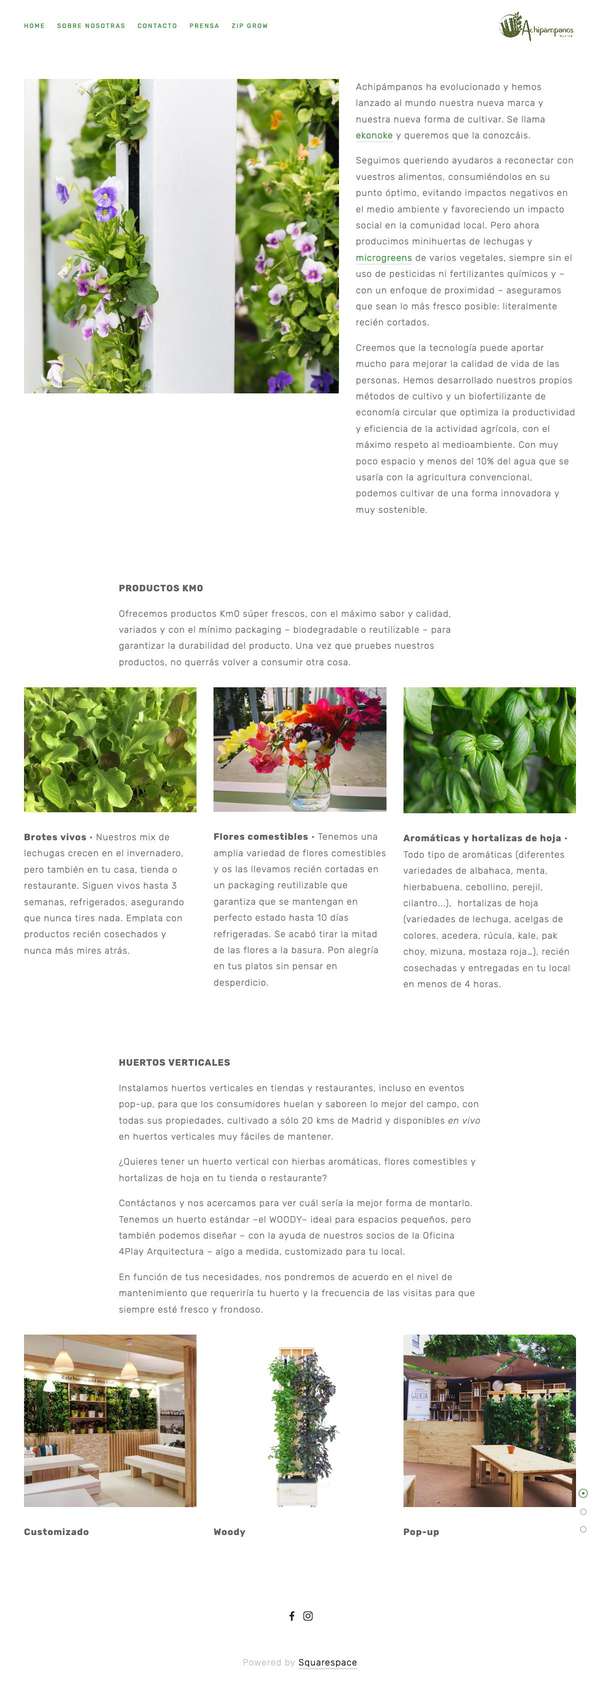 HOME SOBRE NOSOTRAS CONTACTO PRENSA ZIP GROW
Achipámpanos
Achipámpanos ha evolucionado y hemos
lanzado al mundo nuestra nueva marca y
nuestra nueva forma de cultivar. Se llama
ekonoke y queremos que la conozcáis.
Seguimos queriendo ayudaros a reconectar con
vuestros alimentos, consumiéndolos en su
punto óptimo, evitando impactos negativos en
el medio ambiente y favoreciendo un impacto
social en la comunidad local. Pero ahora
producimos minihuertas de lechugas y
microgreens de varios vegetales, siempre sin el
uso de pesticidas ni fertilizantes químicos y –
con un enfoque de proximidad – aseguramos
que sean lo más fresco posible: literalmente
recién cortados.
Creemos que la tecnología puede aportar
mucho para mejorar la calidad de vida de las
personas. Hemos desarrollado nuestros propios
métodos de cultivo y un biofertilizante de
economía circular que optimiza la productividad
y eficiencia de la actividad agrícola, con el
máximo respeto al medioambiente. Con muy
poco espacio y menos del 10% del agua que se
usaría con la agricultura convencional,
podemos cultivar de una forma innovadora y
muy sostenible.
PRODUCTOS KM0
Ofrecemos productos Km0 súper frescos, con el máximo sabor y calidad,
variados y con el mínimo packaging – biodegradable o reutilizable – para
garantizar la durabilidad del producto. Una vez que pruebes nuestros
productos, no querrás volver a consumir otra cosa.
Brotes vivos • Nuestros mix de
lechugas crecen en el invernadero,
pero también en tu casa, tienda o
restaurante. Siguen vivos hasta 3
semanas, refrigerados, asegurando
que nunca tires nada. Emplata con
productos recién cosechados y
nunca más mires atrás.
Flores comestibles • Tenemos una
amplia variedad de flores comestibles
y os las llevamos recién cortadas en
un packaging reutilizable que
garantiza que se mantengan en
perfecto estado hasta 10 días
refrigeradas. Se acabó tirar la mitad
de las flores a la basura. Pon alegría
en tus platos sin pensar en
desperdicio.
Aromáticas y hortalizas de hoja •
Todo tipo de aromáticas (diferentes
variedades de albahaca, menta,
hierbabuena, cebollino, perejil,
cilantro...), hortalizas de hoja
(variedades de lechuga, acelgas de
colores, acedera, rúcula, kale, pak
choy, mizuna, mostaza roja…), recién
cosechadas y entregadas en tu local
en menos de 4 horas.
HUERTOS VERTICALES
Instalamos huertos verticales en tiendas y restaurantes, incluso en eventos
pop-up, para que los consumidores huelan y saboreen lo mejor del campo, con
todas sus propiedades, cultivado a sólo 20 kms de Madrid y disponibles en vivo
en huertos verticales muy fáciles de mantener.
¿Quieres tener un huerto vertical con hierbas aromáticas, flores comestibles y
hortalizas de hoja en tu tienda o restaurante?
Contáctanos y nos acercamos para ver cuál sería la mejor forma de montarlo.
Tenemos un huerto estándar –el WOODY– ideal para espacios pequeños, pero
también podemos diseñar – con la ayuda de nuestros socios de la Oficina
4Play Arquitectura – algo a medida, customizado para tu local.
En función de tus necesidades, nos pondremos de acuerdo en el nivel de
mantenimiento que requeriría tu huerto y la frecuencia de las visitas para que
siempre esté fresco y frondoso.
Customizado
Woody
Pop-up
Powered by Squarespace